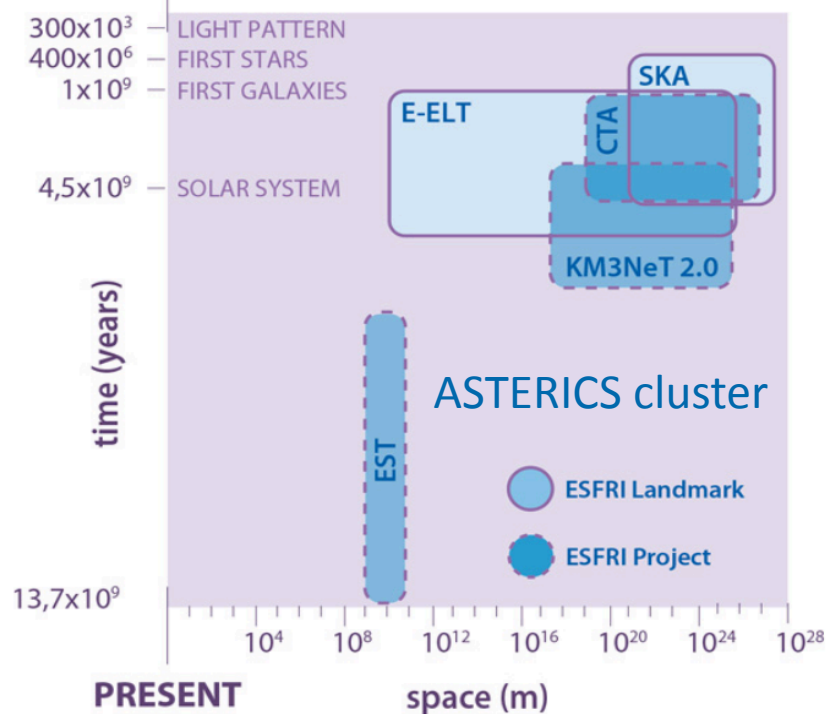 300x10³ LIGHT PATTERN
400x10⁶ FIRST STARS
1x10⁹ FIRST GALAXIES
SKA
E-ELT
CTA
4,5x10⁹ SOLAR SYSTEM
KM3NeT 2.0
time (years)
ASTERICS cluster
EST
ESFRI Landmark
ESFRI Project
13,7x10⁹
10⁴ 10⁸ 10¹² 10¹⁶ 10²⁰ 10²⁴ 10²⁸
PRESENT space (m)